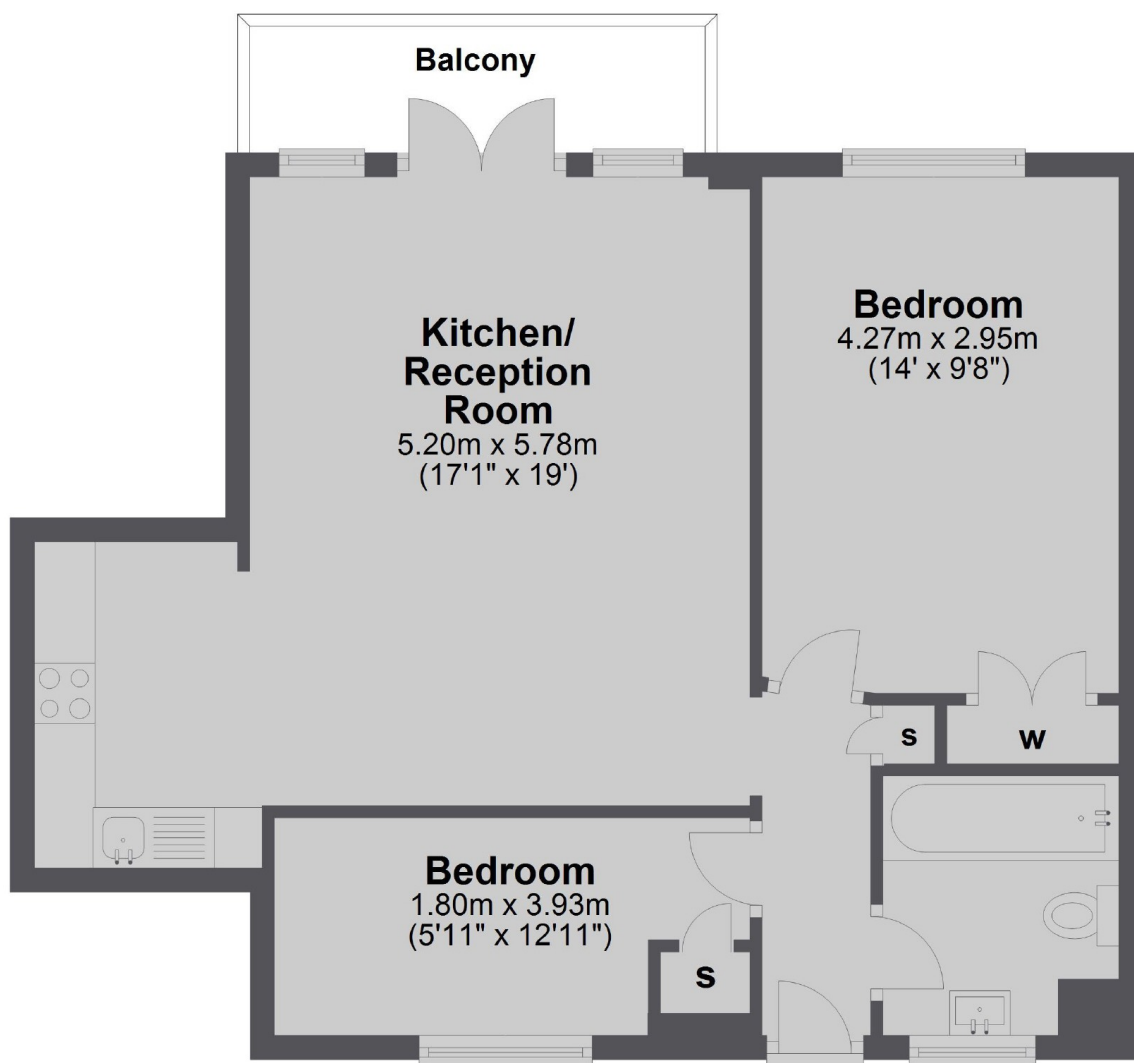 Balcony
Kitchen/
Reception
Room
5.20m x 5.78m
(17'1" x 19')
Bedroom
4.27m x 2.95m
(14' x 9'8")
s
w
Bedroom
1.80m x 3.93m
(5'11" x 12'11")
s